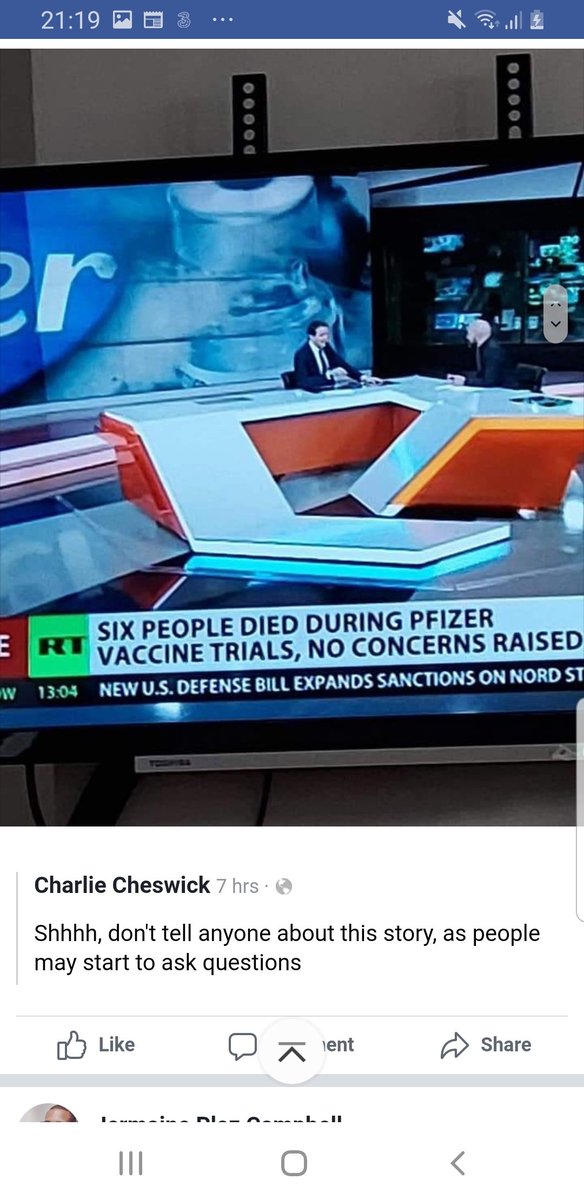 21:19
er
E RT SIX PEOPLE DIED DURING PFIZER
VACCINE TRIALS, NO CONCERNS RAISED
OW 13:04 NEW U.S. DEFENSE BILL EXPANDS SANCTIONS ON NORD ST
TOSHIBA
Charlie Cheswick 7 hrs ·
Shhhh, don't tell anyone about this story, as people
may start to ask questions
Like ent Share